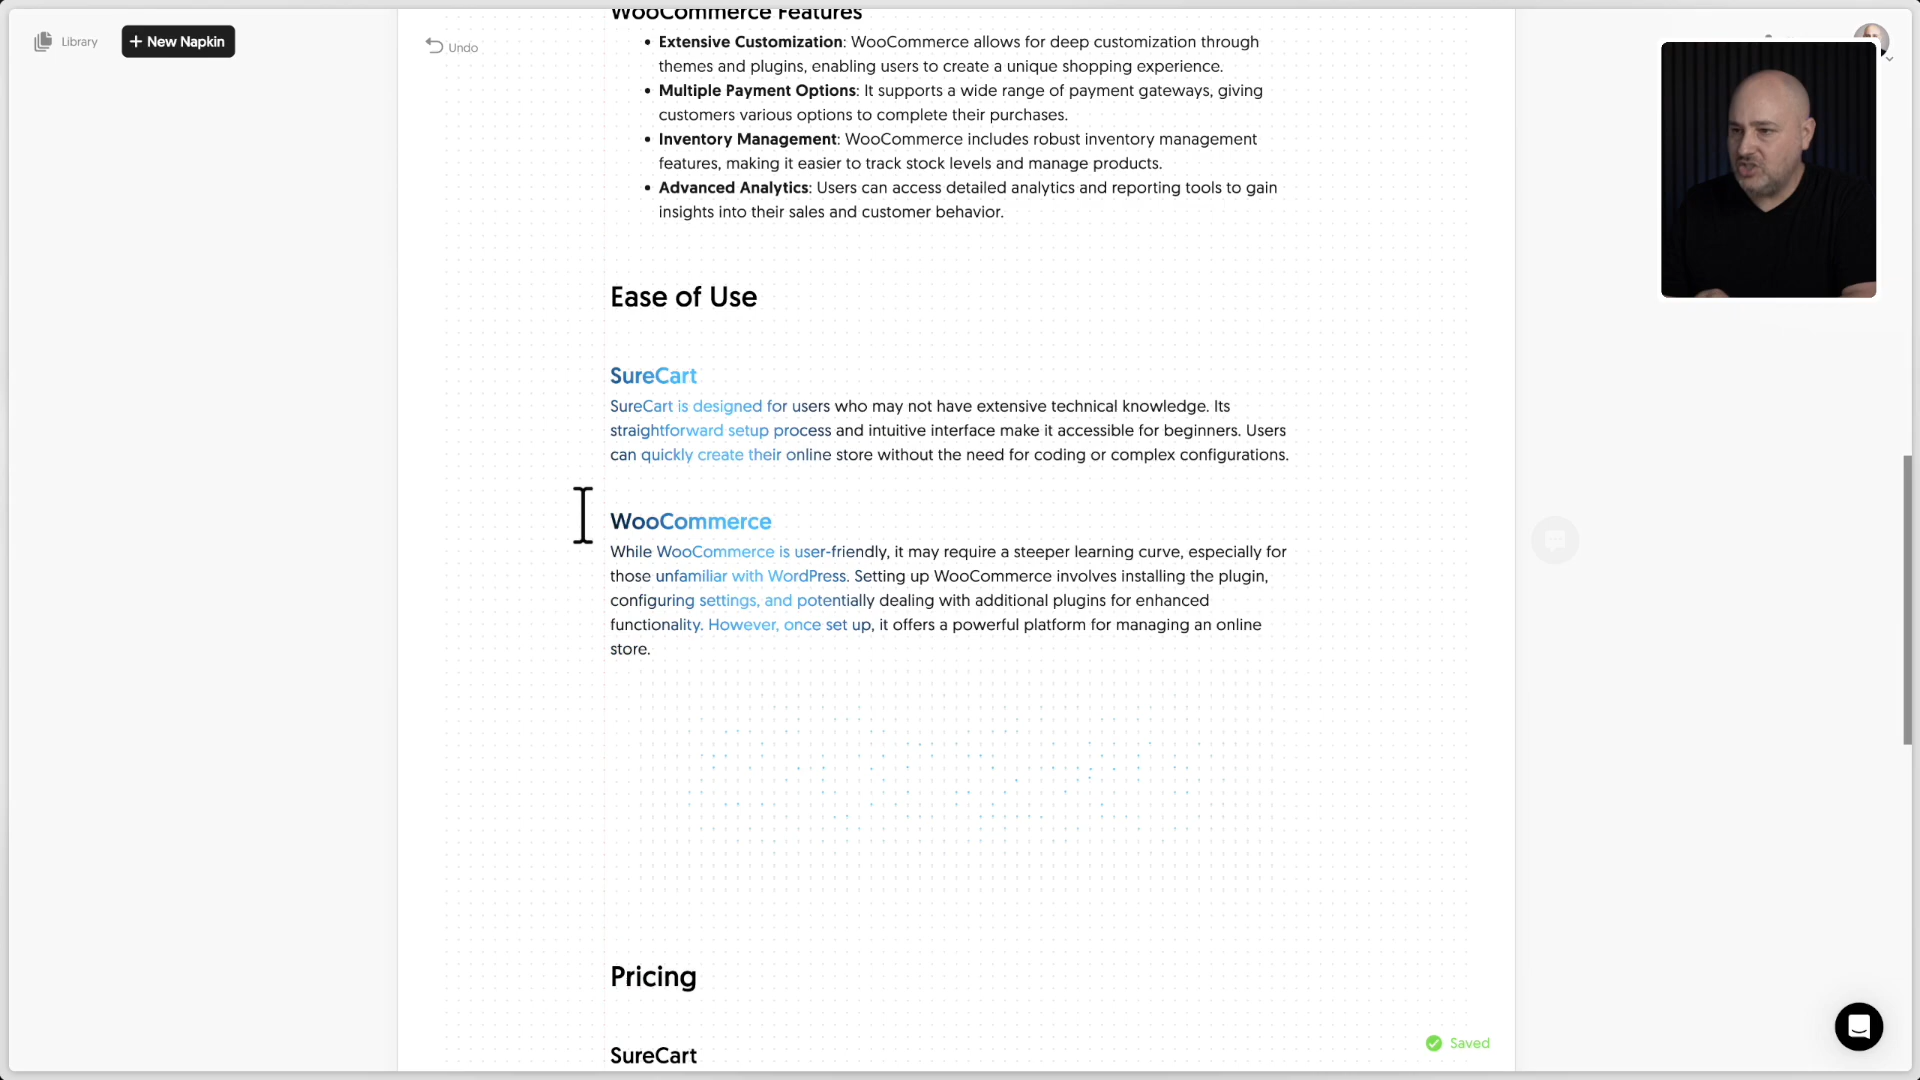 WooCommerce Features
Library
+ New Napkin
Undo
• Extensive Customization: WooCommerce allows for deep customization through
themes and plugins, enabling users to create a unique shopping experience.
• Multiple Payment Options: It supports a wide range of payment gateways, giving
customers various options to complete their purchases.
• Inventory Management: WooCommerce includes robust inventory management
features, making it easier to track stock levels and manage products.
• Advanced Analytics: Users can access detailed analytics and reporting tools to gain
insights into their sales and customer behavior.
Ease of Use
SureCart
SureCart is designed for users who may not have extensive technical knowledge. Its
straightforward setup process and intuitive interface make it accessible for beginners. Users
can quickly create their online store without the need for coding or complex configurations.
WooCommerce
While WooCommerce is user-friendly, it may require a steeper learning curve, especially for
those unfamiliar with WordPress. Setting up WooCommerce involves installing the plugin,
configuring settings, and potentially dealing with additional plugins for enhanced
functionality. However, once set up, it offers a powerful platform for managing an online
store.
Pricing
SureCart
Saved